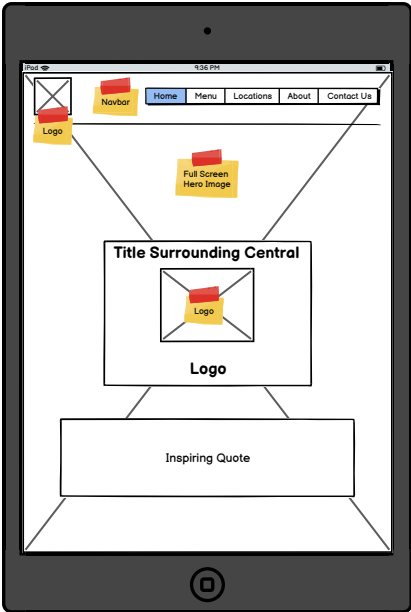 iPod
9:36 PM
Navbar
Home
Menu
Locations
About
Contact Us
Logo
Full Screen
Hero Image
Title Surrounding Central
Logo
Logo
Inspiring Quote